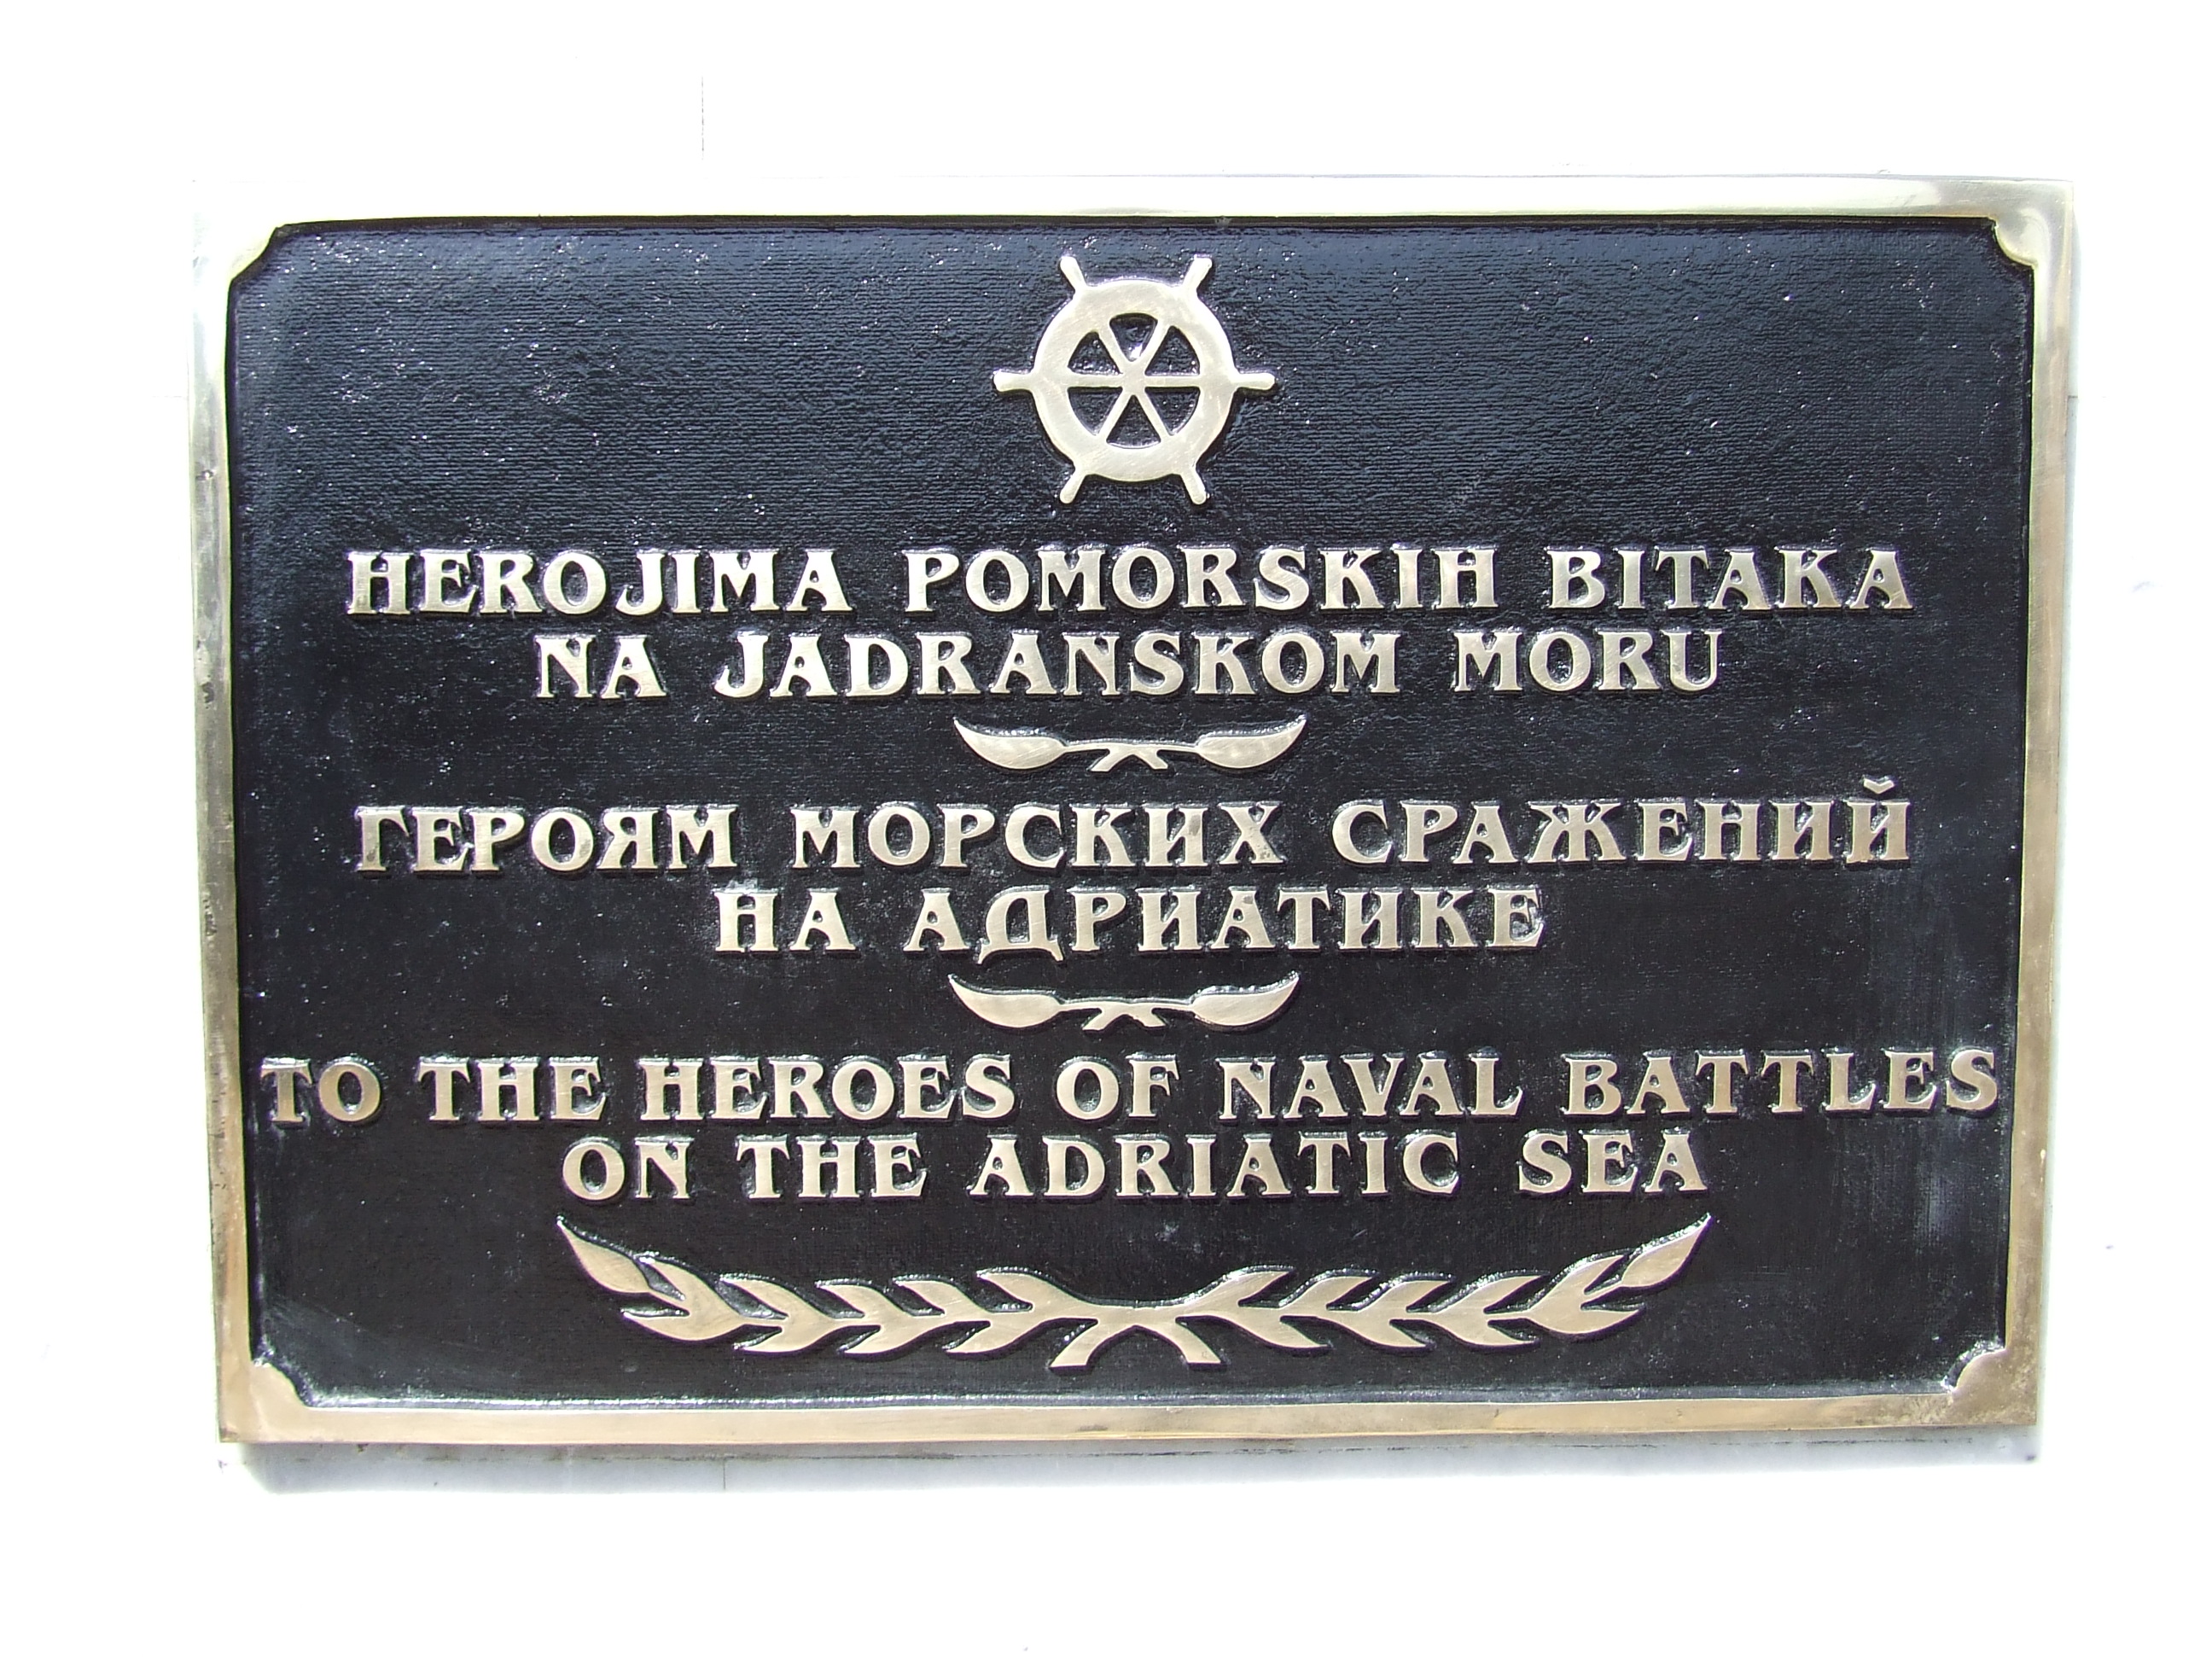 HEROJIMA POMORSKIH BITAKA
NA JADRANSKOM MORU
ГЕРОЯМ МОРСКИХ СРАЖЕНИЙ
НА АДРИАТИКЕ
TO THE HEROES OF NAVAL BATTLES
ON THE ADRIATIC SEA